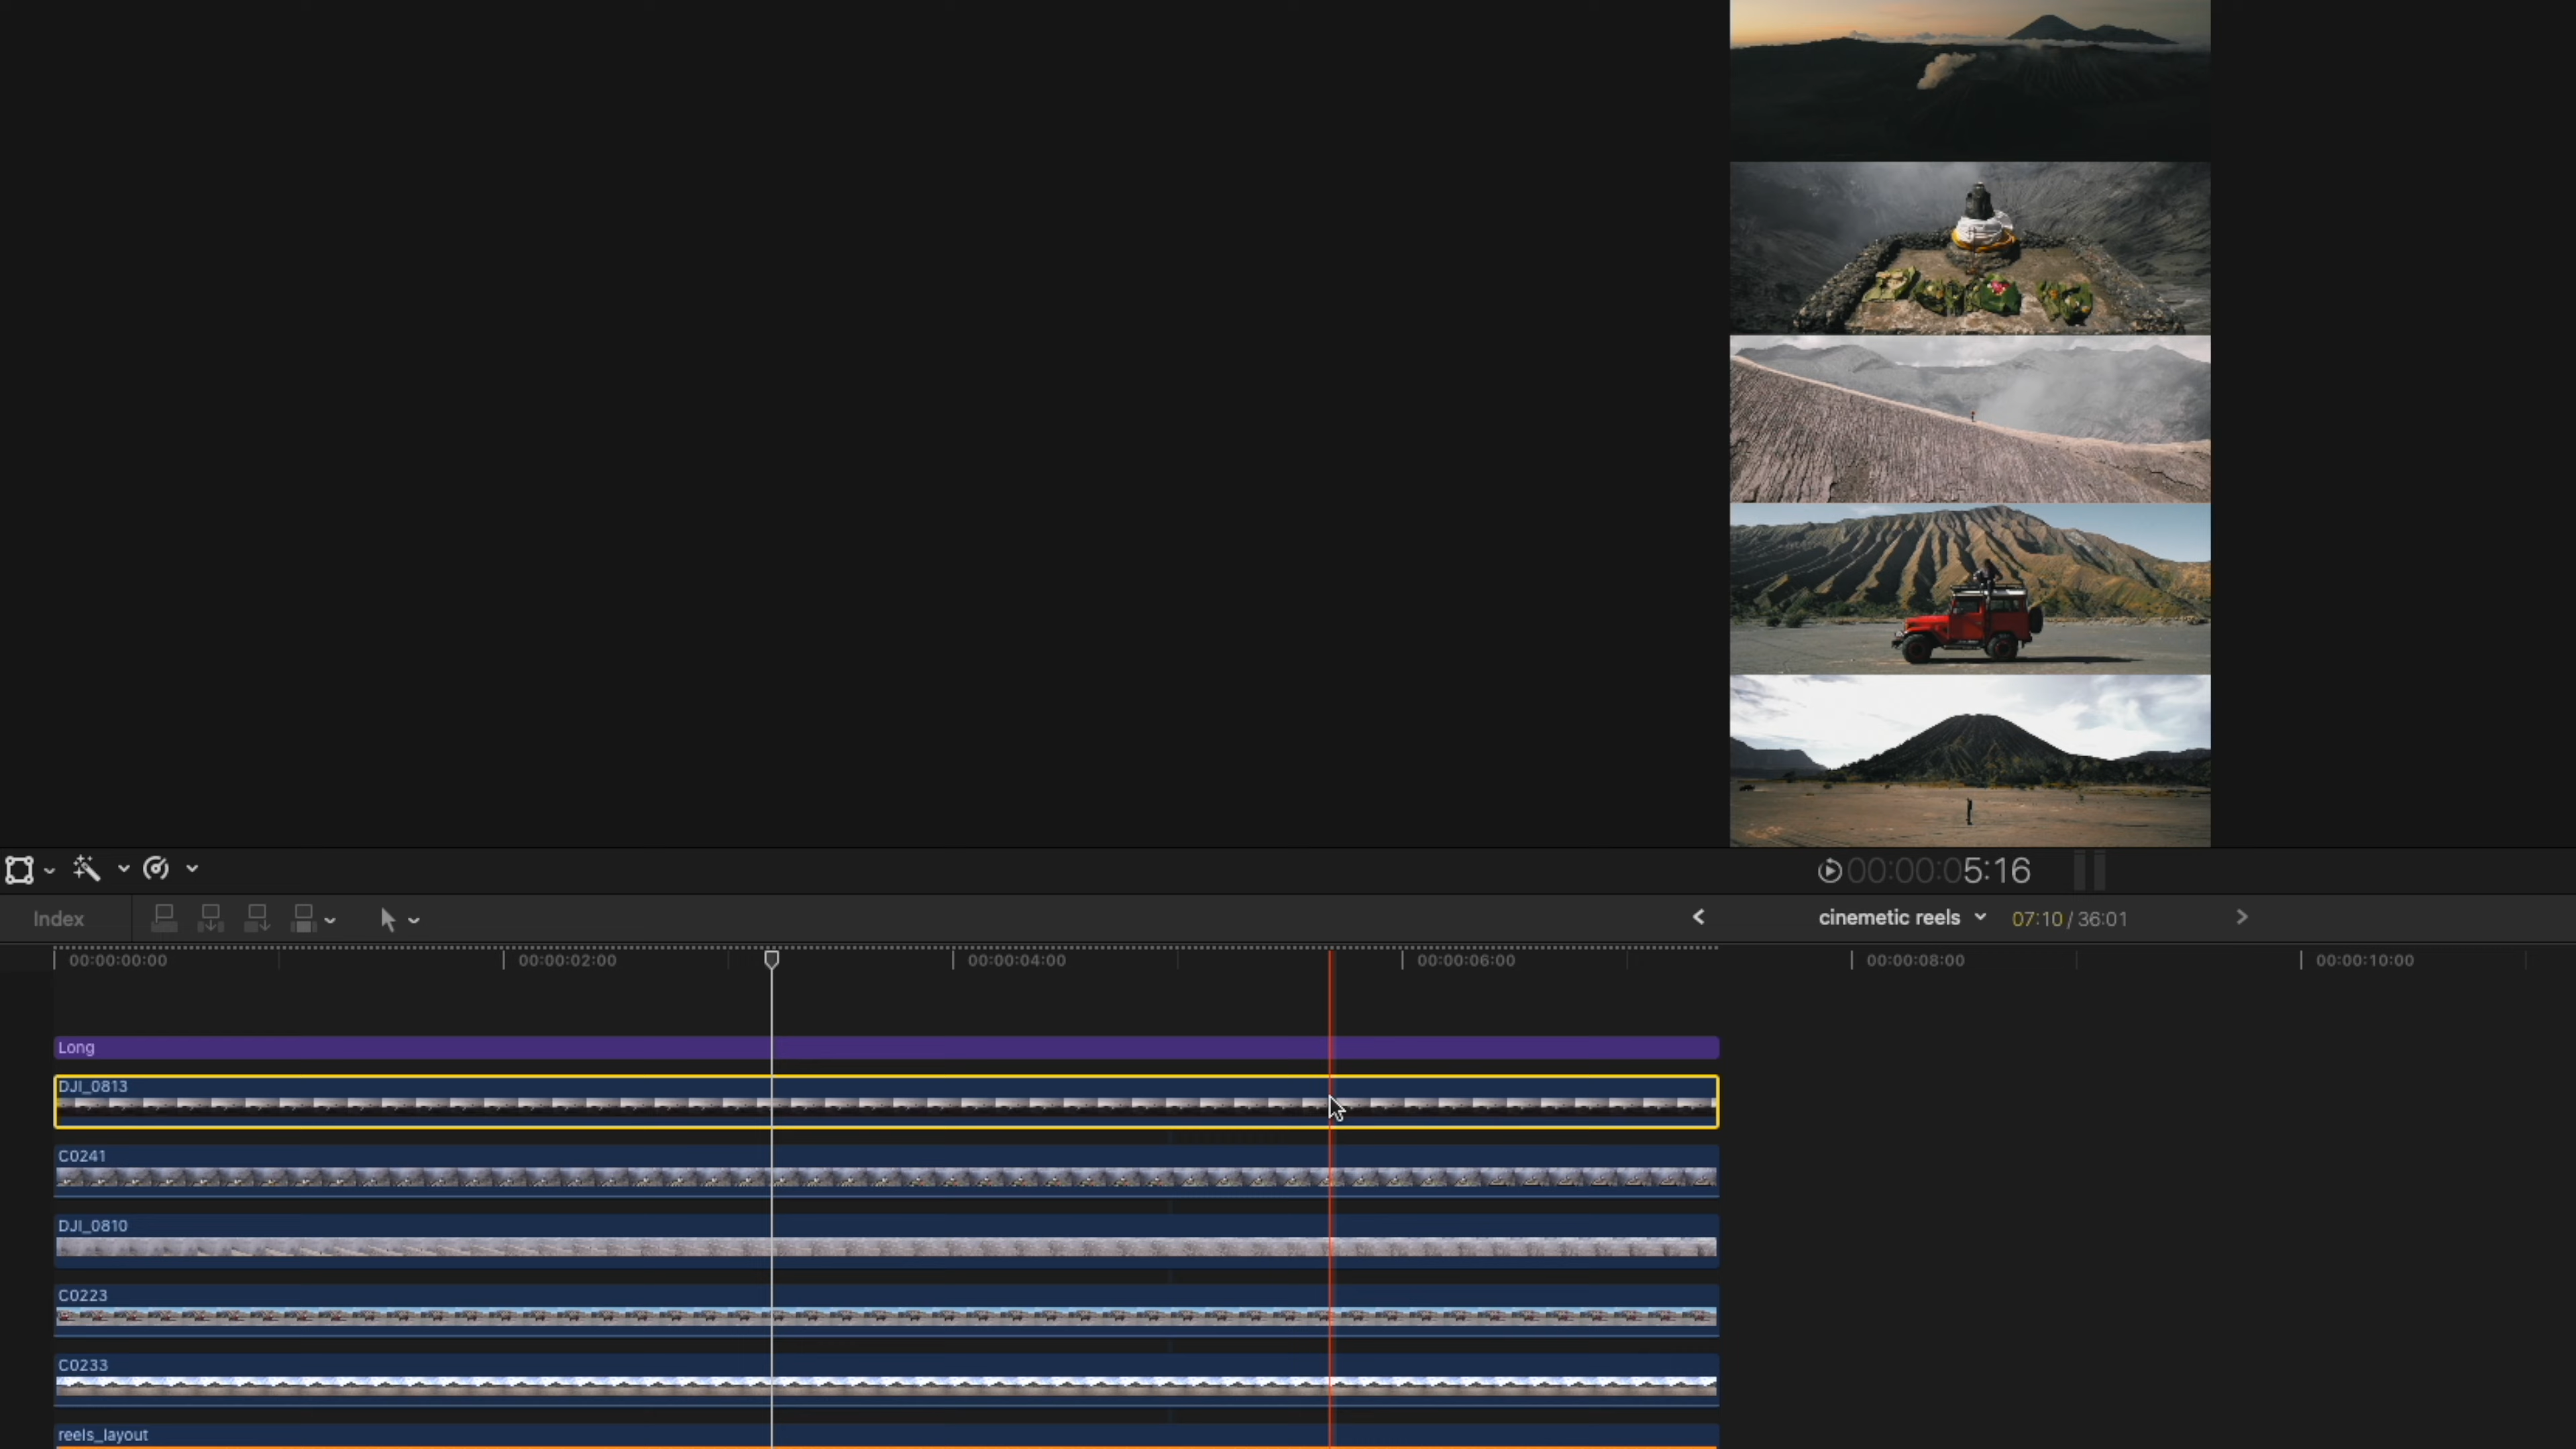 00:00:05:16
Index
cinemetic reels
07:10 / 36:01
00:00:00:00
00:00:02:00
00:00:04:00
00:00:06:00
00:00:08:00
00:00:10:00
Long
DJI_0813
C0241
DJI_0810
C0223
C0233
reels_layout